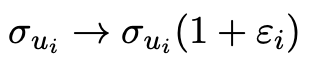 σ_{u_i} → σ_{u_i}(1 + ε_i)